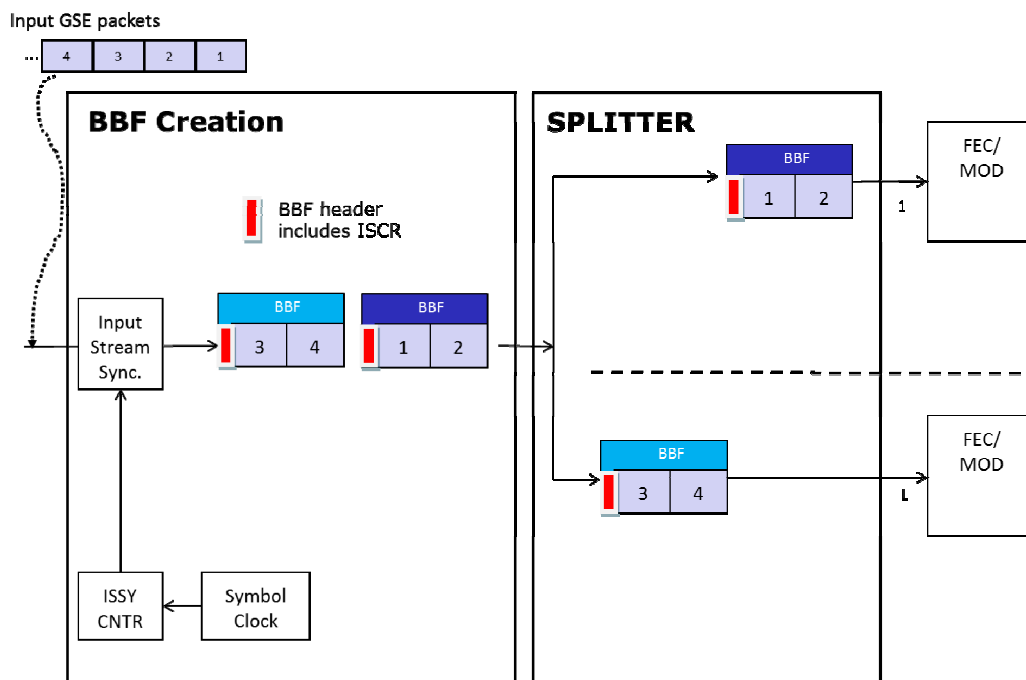 Input GSE packets
... 4 3 2 1
BBF Creation
SPLITTER
BBF
1 2
FEC/
MOD
1
BBF header
includes ISCR
Input
Stream
Sync.
BBF
3 4
BBF
1 2
BBF
3 4
FEC/
MOD
L
ISSY
CNTR
Symbol
Clock